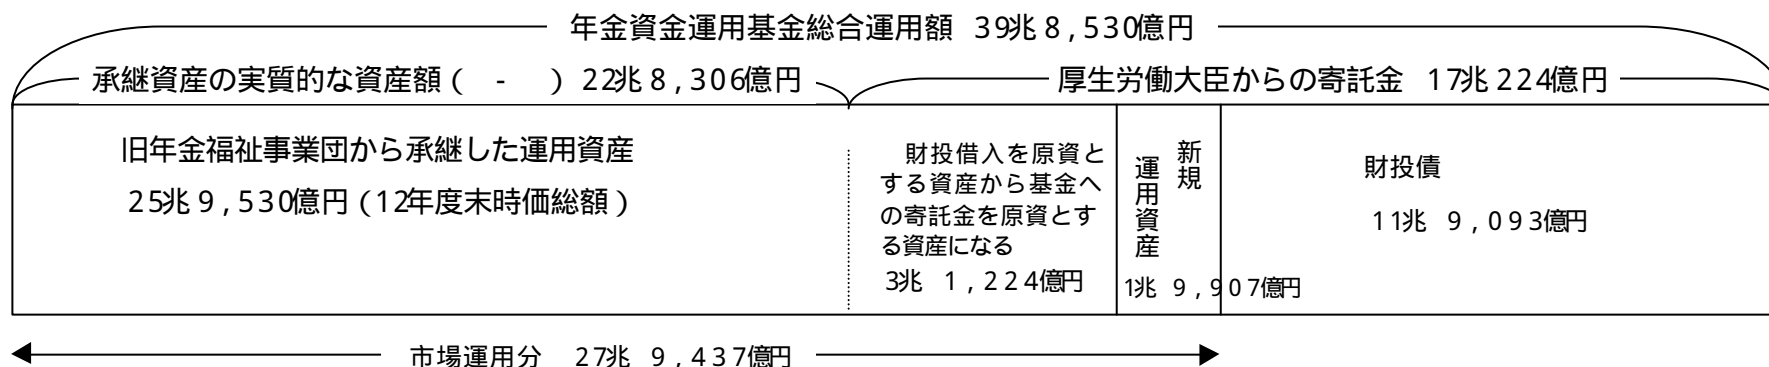 年金資金運用基金総合運用額 39兆8,530億円
承継資産の実質的な資産額( - ) 22兆8,306億円
厚生労働大臣からの寄託金 17兆224億円
旧年金福祉事業団から承継した運用資産
25兆9,530億円(12年度末時価総額)
財投借入を原資と
する資産から基金へ
の寄託金を原資とす
る資産になる
3兆 1,224億円
新規
運用資産
1兆 9,907億円
財投債
11兆 9,093億円
市場運用分 27兆 9,437億円